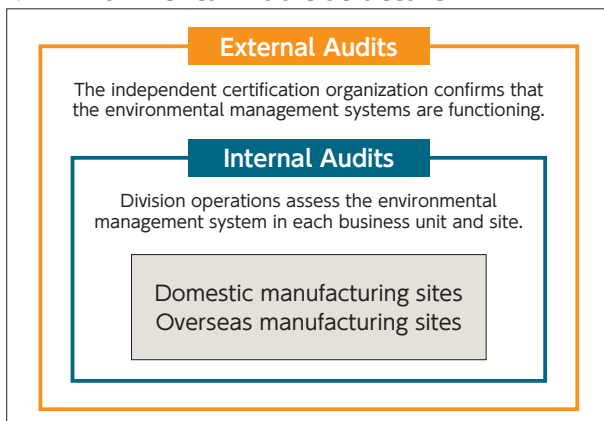 External Audits
The independent certification organization confirms that
the environmental management systems are functioning.
Internal Audits
Division operations assess the environmental
management system in each business unit and site.
Domestic manufacturing sites
Overseas manufacturing sites